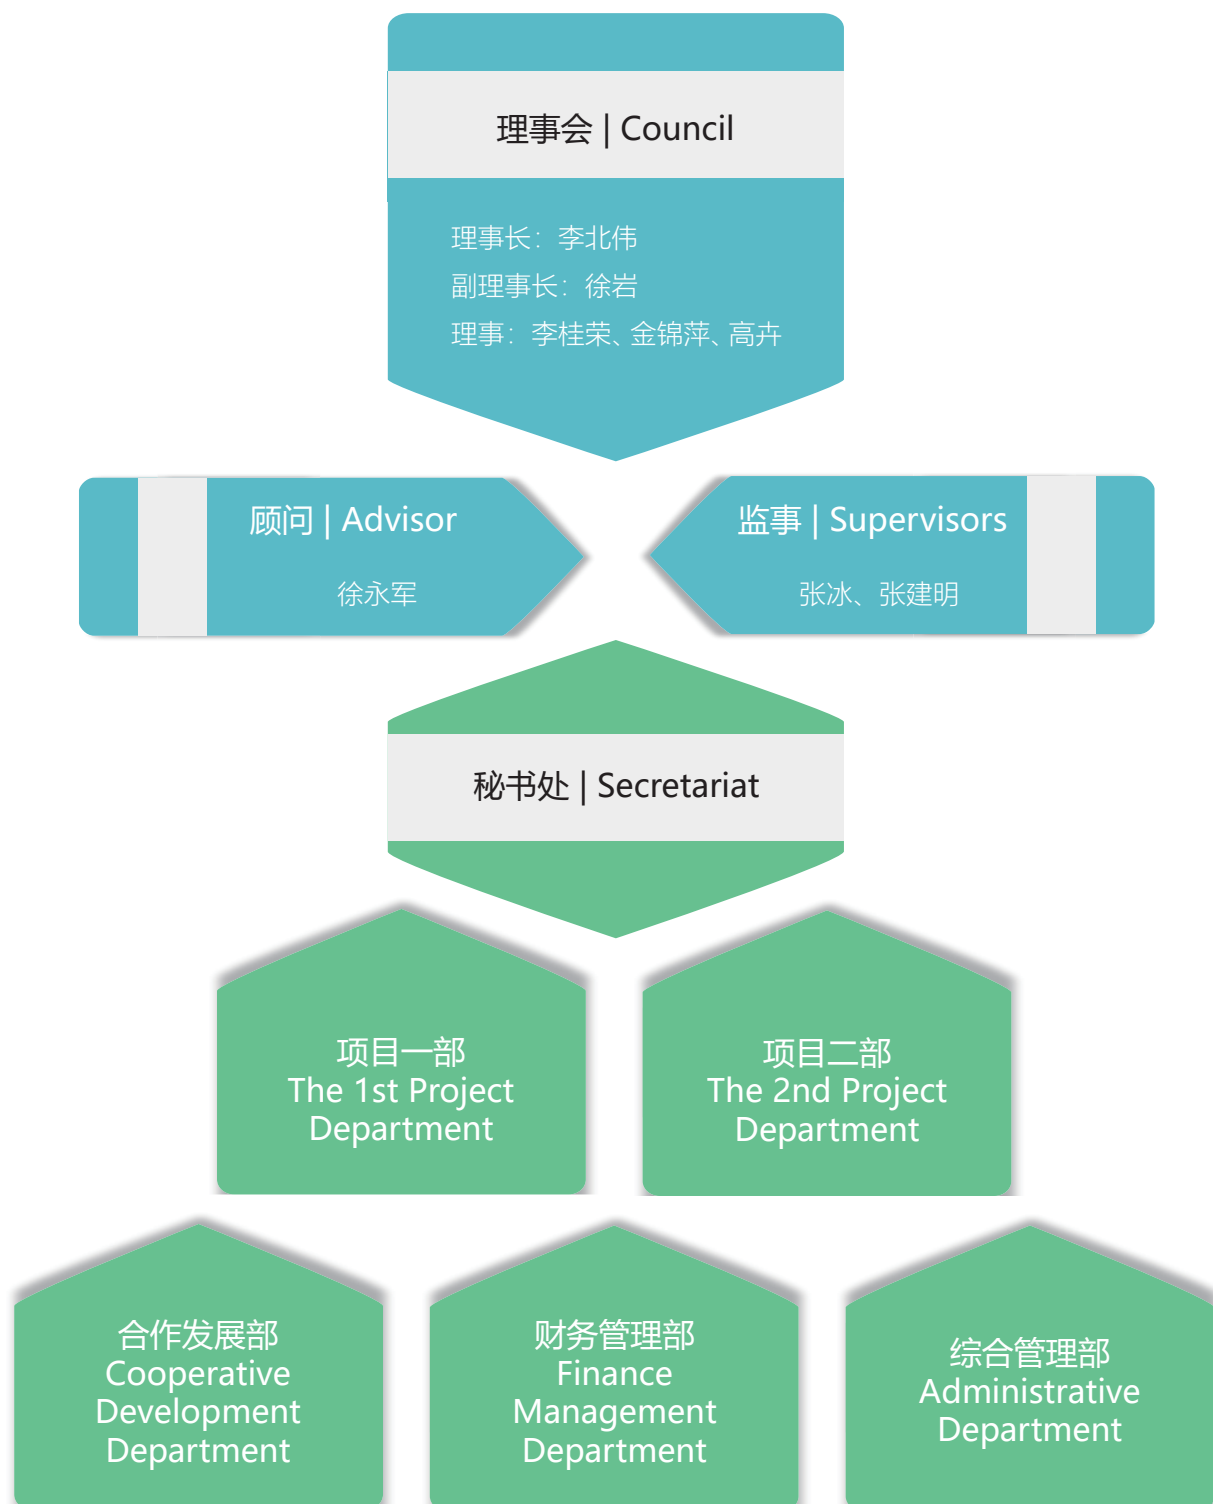 理事会 | Council
理事长：李北伟
副理事长：徐岩
理事：李桂荣、金锦萍、高卉
顾问 | Advisor
徐永军
监事 | Supervisors
张冰、张建明
秘书处 | Secretariat
项目一部
The 1st Project
Department
项目二部
The 2nd Project
Department
合作发展部
Cooperative
Development
Department
财务管理部
Finance
Management
Department
综合管理部
Administrative
Department